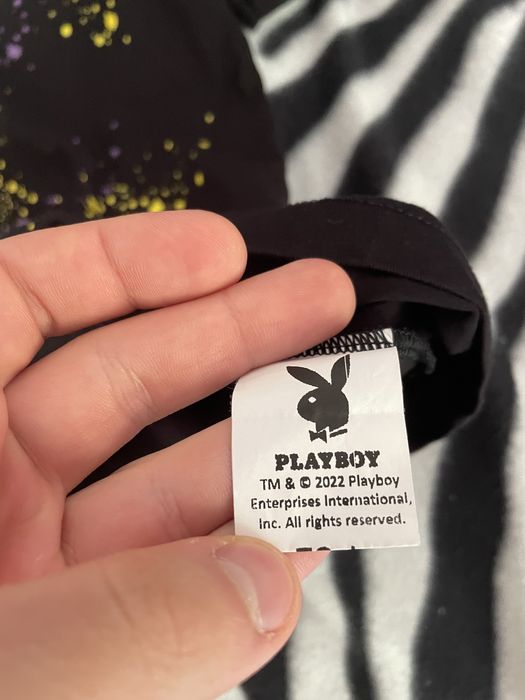 PLAYBOY
TM & © 2022 Playboy
Enterprises International,
Inc. All rights reserved.